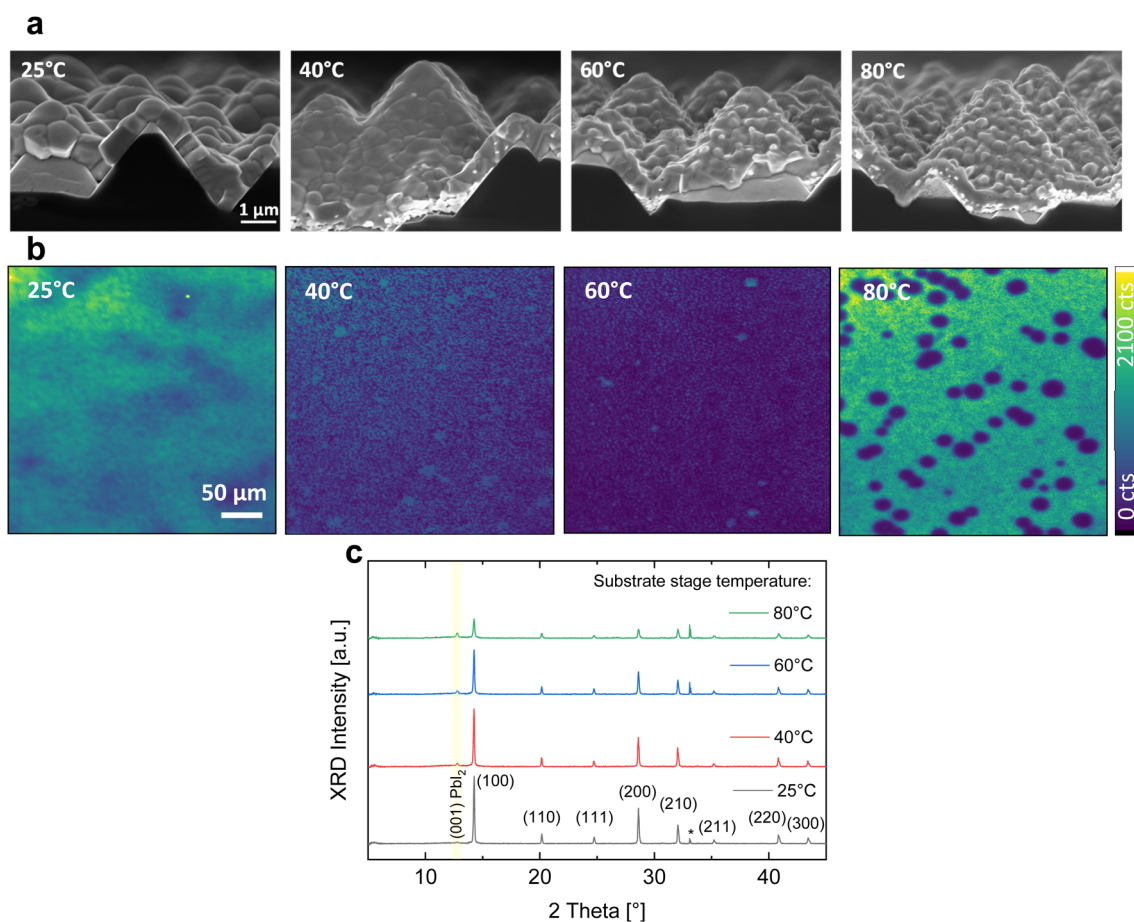 a
25°C
40°C
60°C
80°C
1 µm
b
25°C
40°C
60°C
80°C
50 µm
2100 cts
0 cts
c
Substrate stage temperature:
80°C
60°C
40°C
25°C
(001) PbI₂
(100)
(110)
(111)
(200)
(210)
*
(211)
(220)
(300)
XRD Intensity [a.u.]
10
20
30
40
2 Theta [°]